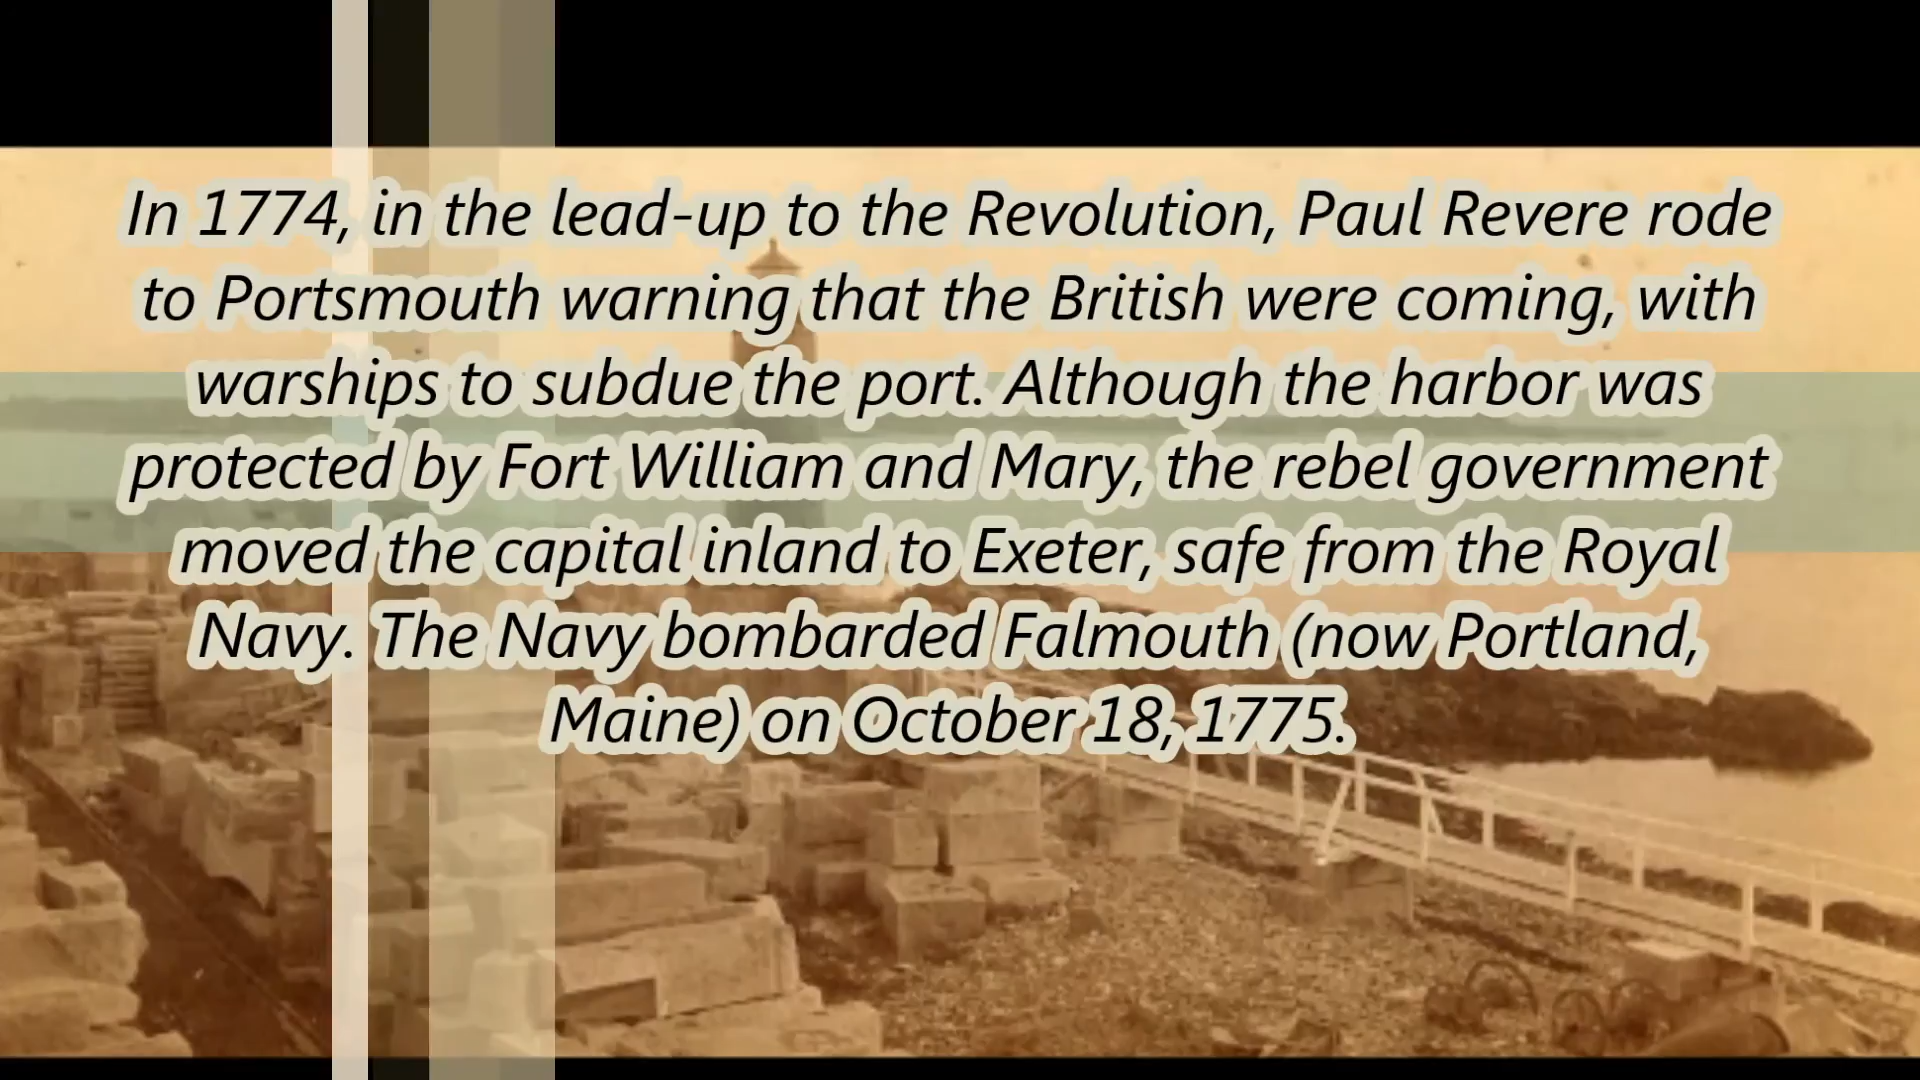 In 1774, in the lead-up to the Revolution, Paul Revere rode
to Portsmouth warning that the British were coming, with
warships to subdue the port. Although the harbor was
protected by Fort William and Mary, the rebel government
moved the capital inland to Exeter, safe from the Royal
Navy. The Navy bombarded Falmouth (now Portland,
Maine) on October 18, 1775.